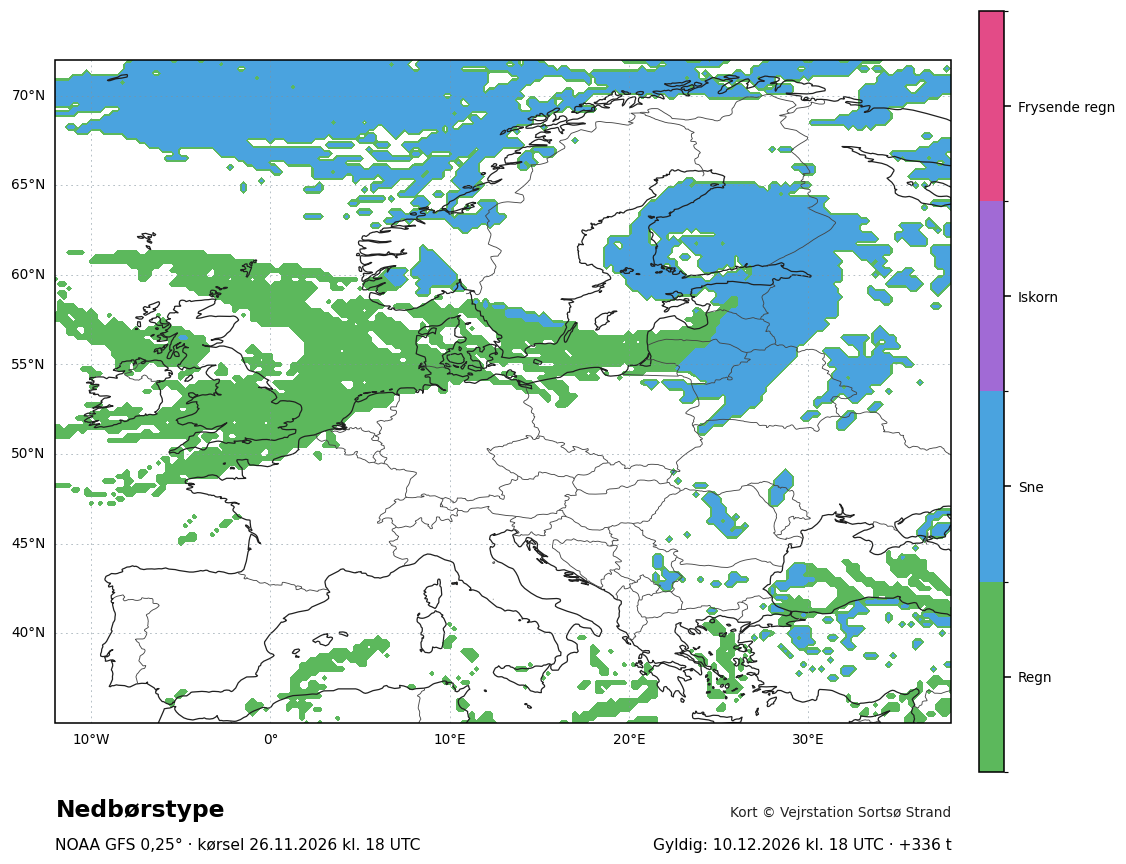 70°N
65°N
60°N
55°N
50°N
45°N
40°N
10°W
0°
10°E
20°E
30°E
Frysende regn
Iskorn
Sne
Regn
Nedbørstype
Kort © Vejrstation Sortsø Strand
NOAA GFS 0,25° · kørsel 26.11.2026 kl. 18 UTC
Gyldig: 10.12.2026 kl. 18 UTC · +336 t